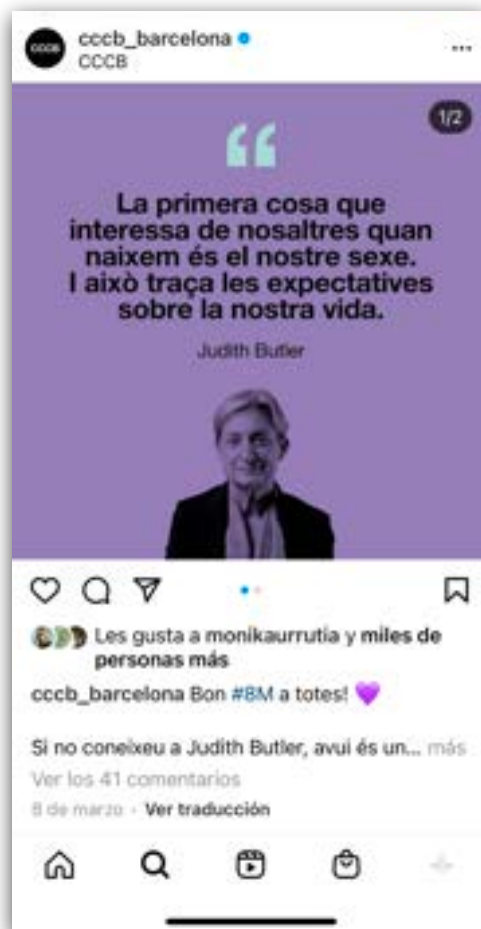 cccb_barcelona
CCCB
CCCB
1/2
La primera cosa que
interessa de nosaltres quan
naixem és el nostre sexe.
I això traça les expectatives
sobre la nostra vida.
Judith Butler
Les gusta a monikaurrutia y miles de
personas más
cccb_barcelona Bon #8M a totes! 💜
Si no coneixeu a Judith Butler, avui és un... más
Ver los 41 comentarios
8 de marzo · Ver traducción